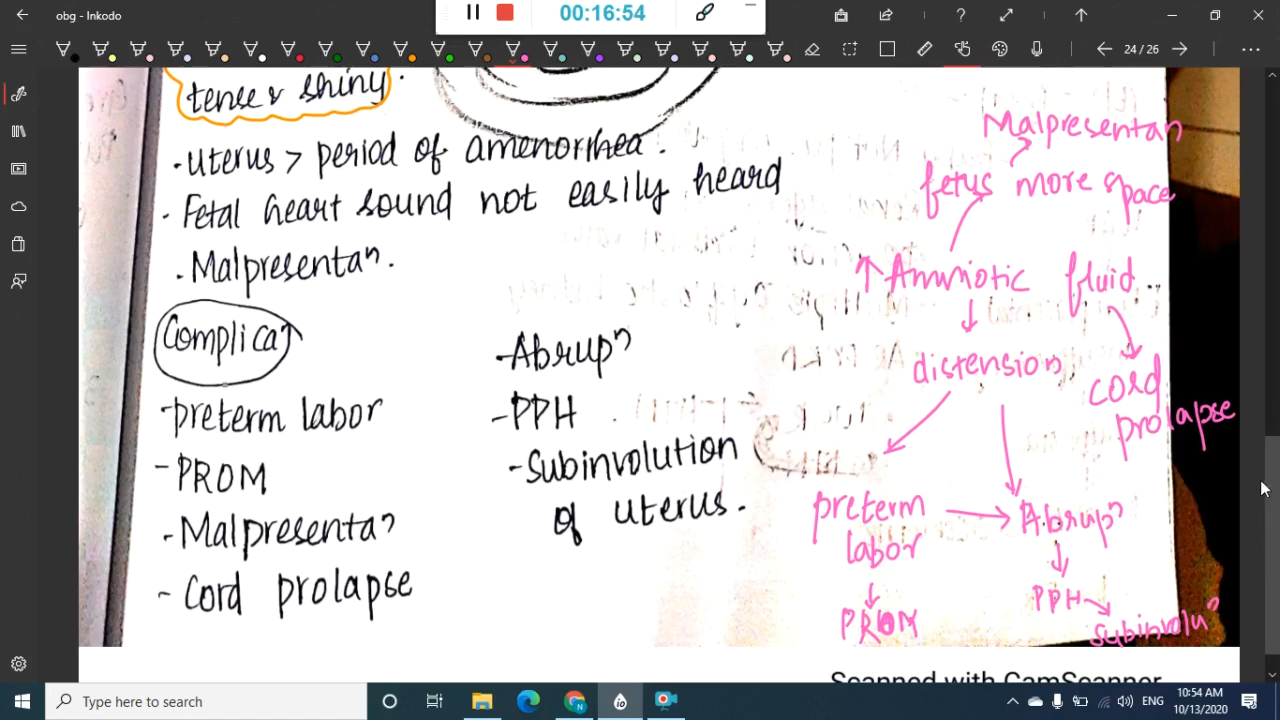 obg - Inkodo
00:16:54
24 / 26
tense & shiny.
. Uterus > period of amenorrhea.
. Fetal heart sound not easily heard
. Malpresentaⁿ.
Complicaⁿ
- preterm labor
- PROM
- Malpresentaⁿ
- Cord prolapse
- Abrupⁿ
- PPH
- Subinvolution
of uterus.
Malpresentan
fetus more space
↑ Amniotic fluid
distension
cord
prolapse
preterm
labor
Abrupⁿ
PROM
PPH
Subinvoluⁿ
Scanned with CamScanner
Type here to search
ENG
10:54 AM
10/13/2020